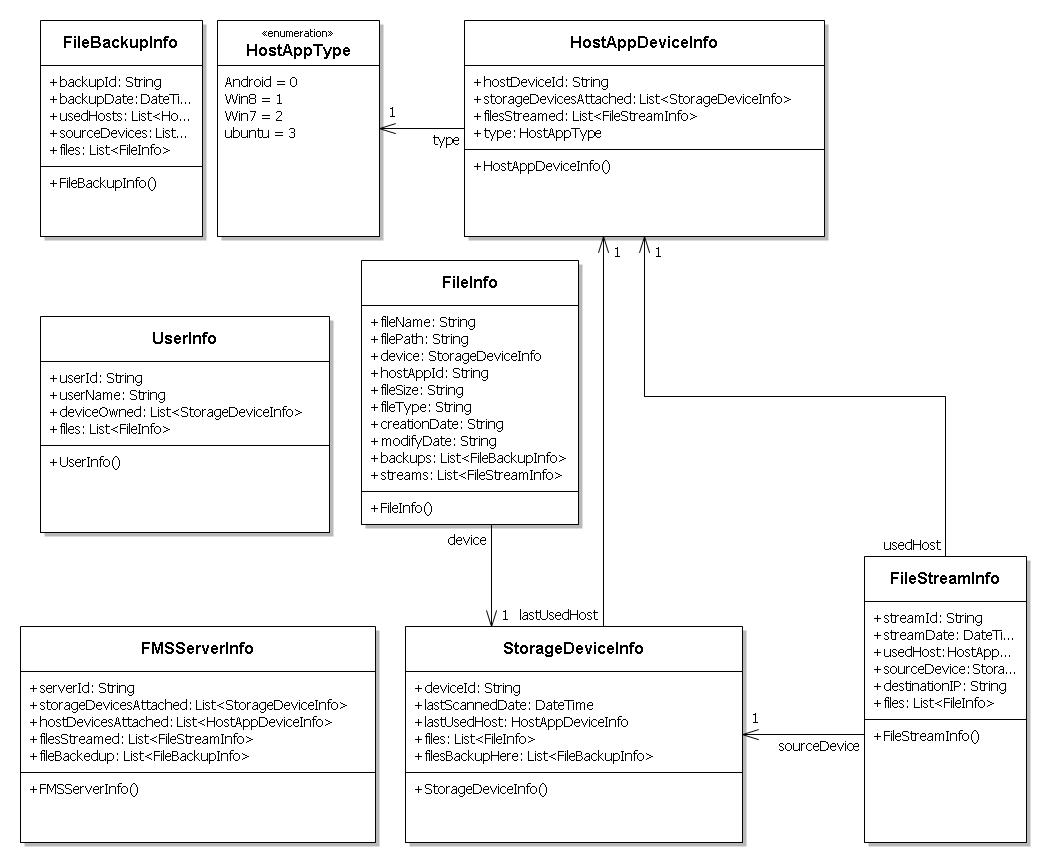 FileBackupInfo
+backupId: String
+backupDate: DateTi...
+usedHosts: List<Ho...
+sourceDevices: List...
+files: List<FileInfo>
+FileBackupInfo()
«enumeration»
HostAppType
Android = 0
Win8 = 1
Win7 = 2
ubuntu = 3
1
type
HostAppDeviceInfo
+hostDeviceId: String
+storageDevicesAttached: List<StorageDeviceInfo>
+filesStreamed: List<FileStreamInfo>
+type: HostAppType
+HostAppDeviceInfo()
1
1
FileInfo
+fileName: String
+filePath: String
+device: StorageDeviceInfo
+hostAppId: String
+fileSize: String
+fileType: String
+creationDate: String
+modifyDate: String
+backups: List<FileBackupInfo>
+streams: List<FileStreamInfo>
+FileInfo()
UserInfo
+userId: String
+userName: String
+deviceOwned: List<StorageDeviceInfo>
+files: List<FileInfo>
+UserInfo()
device
1
lastUsedHost
usedHost
FileStreamInfo
+streamId: String
+streamDate: DateTi...
+usedHost: HostApp...
+sourceDevice: Stora...
+destinationIP: String
+files: List<FileInfo>
+FileStreamInfo()
FMSServerInfo
+serverId: String
+storageDevicesAttached: List<StorageDeviceInfo>
+hostDevicesAttached: List<HostAppDeviceInfo>
+filesStreamed: List<FileStreamInfo>
+fileBackedup: List<FileBackupInfo>
+FMSServerInfo()
StorageDeviceInfo
+deviceId: String
+lastScannedDate: DateTime
+lastUsedHost: HostAppDeviceInfo
+files: List<FileInfo>
+filesBackupHere: List<FileBackupInfo>
+StorageDeviceInfo()
1
sourceDevice